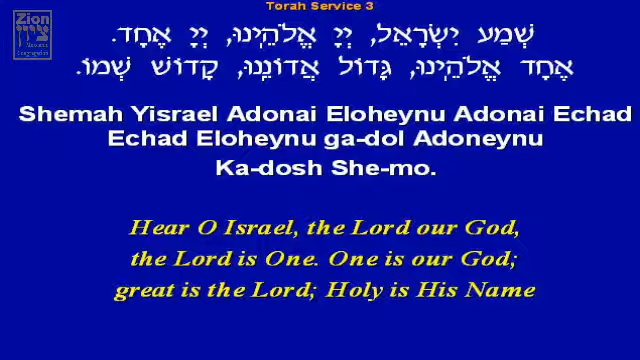 Torah Service 3
Zion
שְׁמַע יִשְׂרָאֵל, יְיָ אֱלֹהֵֽינוּ, יְיָ אֶחָד.
אֶחָד אֱלֹהֵֽינוּ, גָּדוֹל אֲדוֹנֵֽנוּ, קָדוֹשׁ שְׁמוֹ.
Shemah Yisrael Adonai Eloheynu Adonai Echad
Echad Eloheynu ga-dol Adoneynu
Ka-dosh She-mo.
Hear O Israel, the Lord our God,
the Lord is One. One is our God;
great is the Lord; Holy is His Name